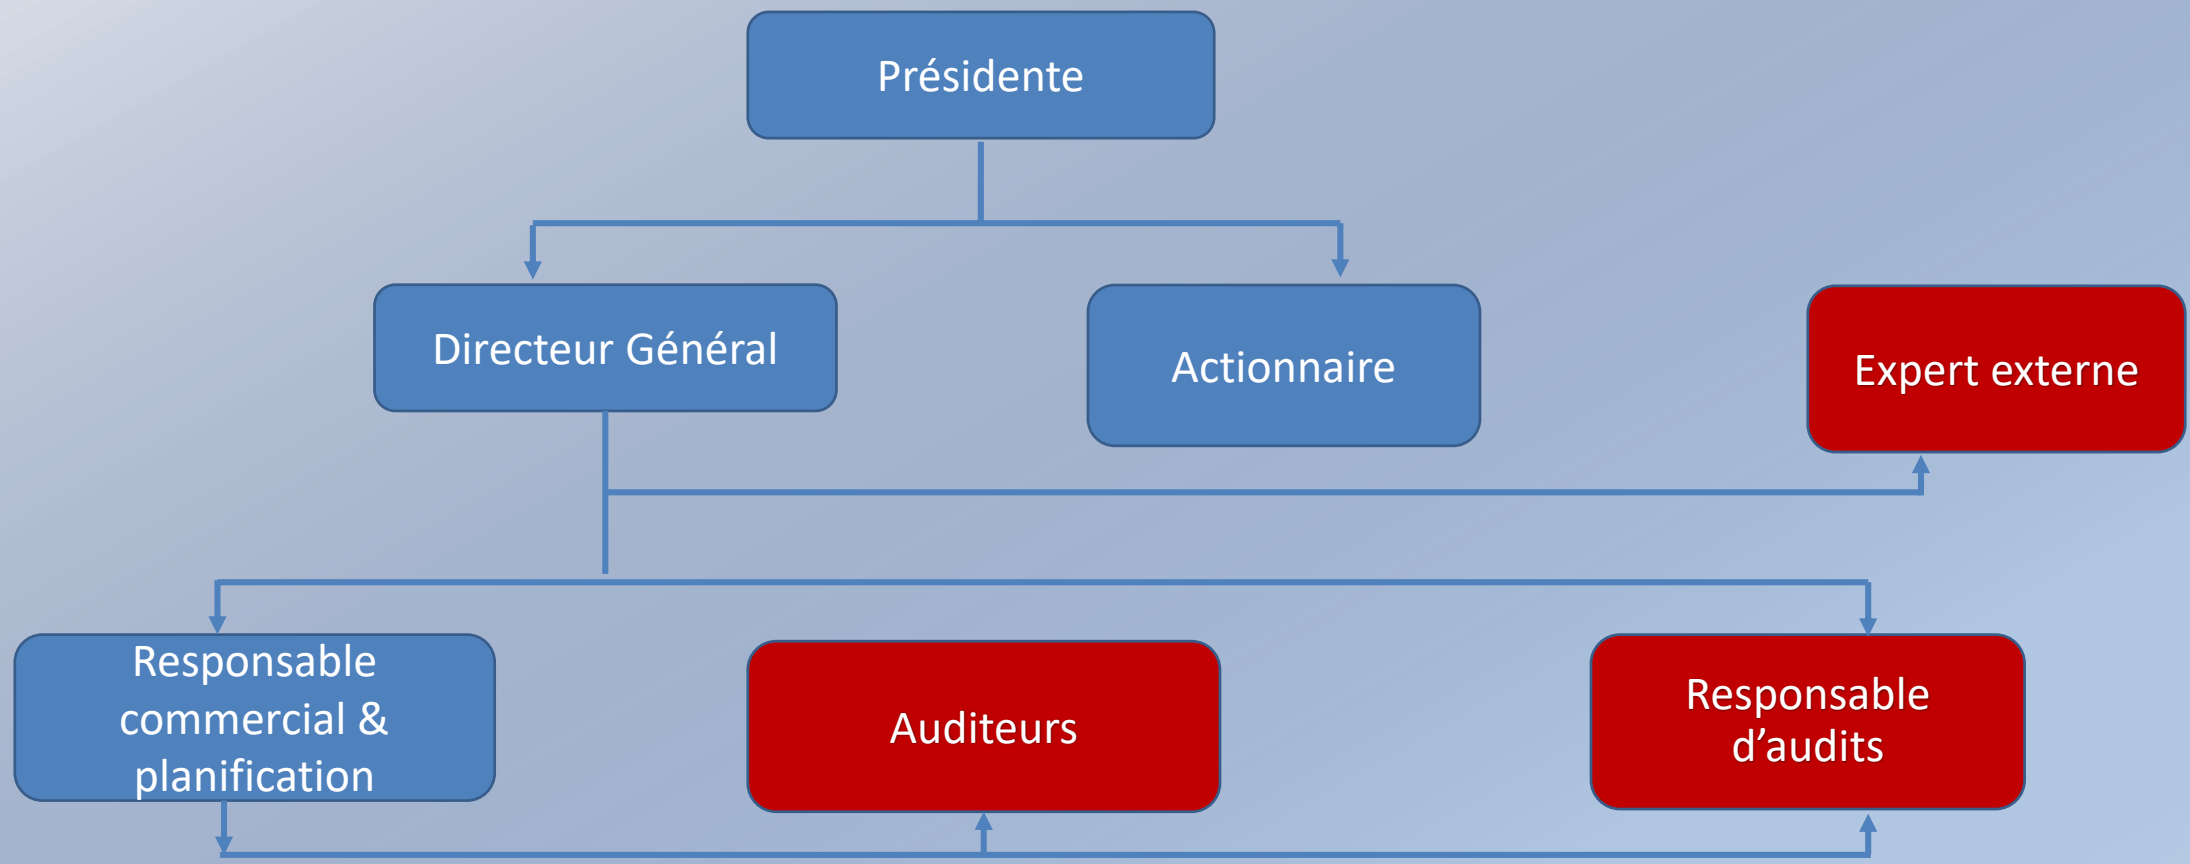 Présidente
Directeur Général
Actionnaire
Expert externe
Responsable
commercial &
planification
Auditeurs
Responsable
d’audits